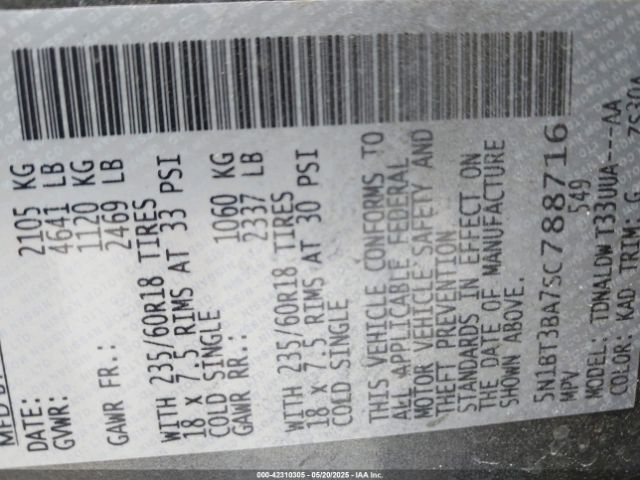 DATE:
GVWR: 2105 KG
4641 LB
GAWR FR.: 1120 KG
2469 LB
WITH 235/60R18 TIRES
18 X 7.5 RIMS AT 33 PSI
COLD SINGLE
GAWR RR.: 1060 KG
2337 LB
WITH 235/60R18 TIRES
18 X 7.5 RIMS AT 30 PSI
COLD SINGLE
THIS VEHICLE CONFORMS TO
ALL APPLICABLE FEDERAL
MOTOR VEHICLE SAFETY AND
THEFT PREVENTION
STANDARDS IN EFFECT ON
THE DATE OF MANUFACTURE
SHOWN ABOVE.
5N1BT3BA7SC788716
MPV 549
MODEL: TDNALDW T33UUA---AA
COLOR: KAD TRIM: G
000-42310305 | 05/20/2025 | IAA Inc.